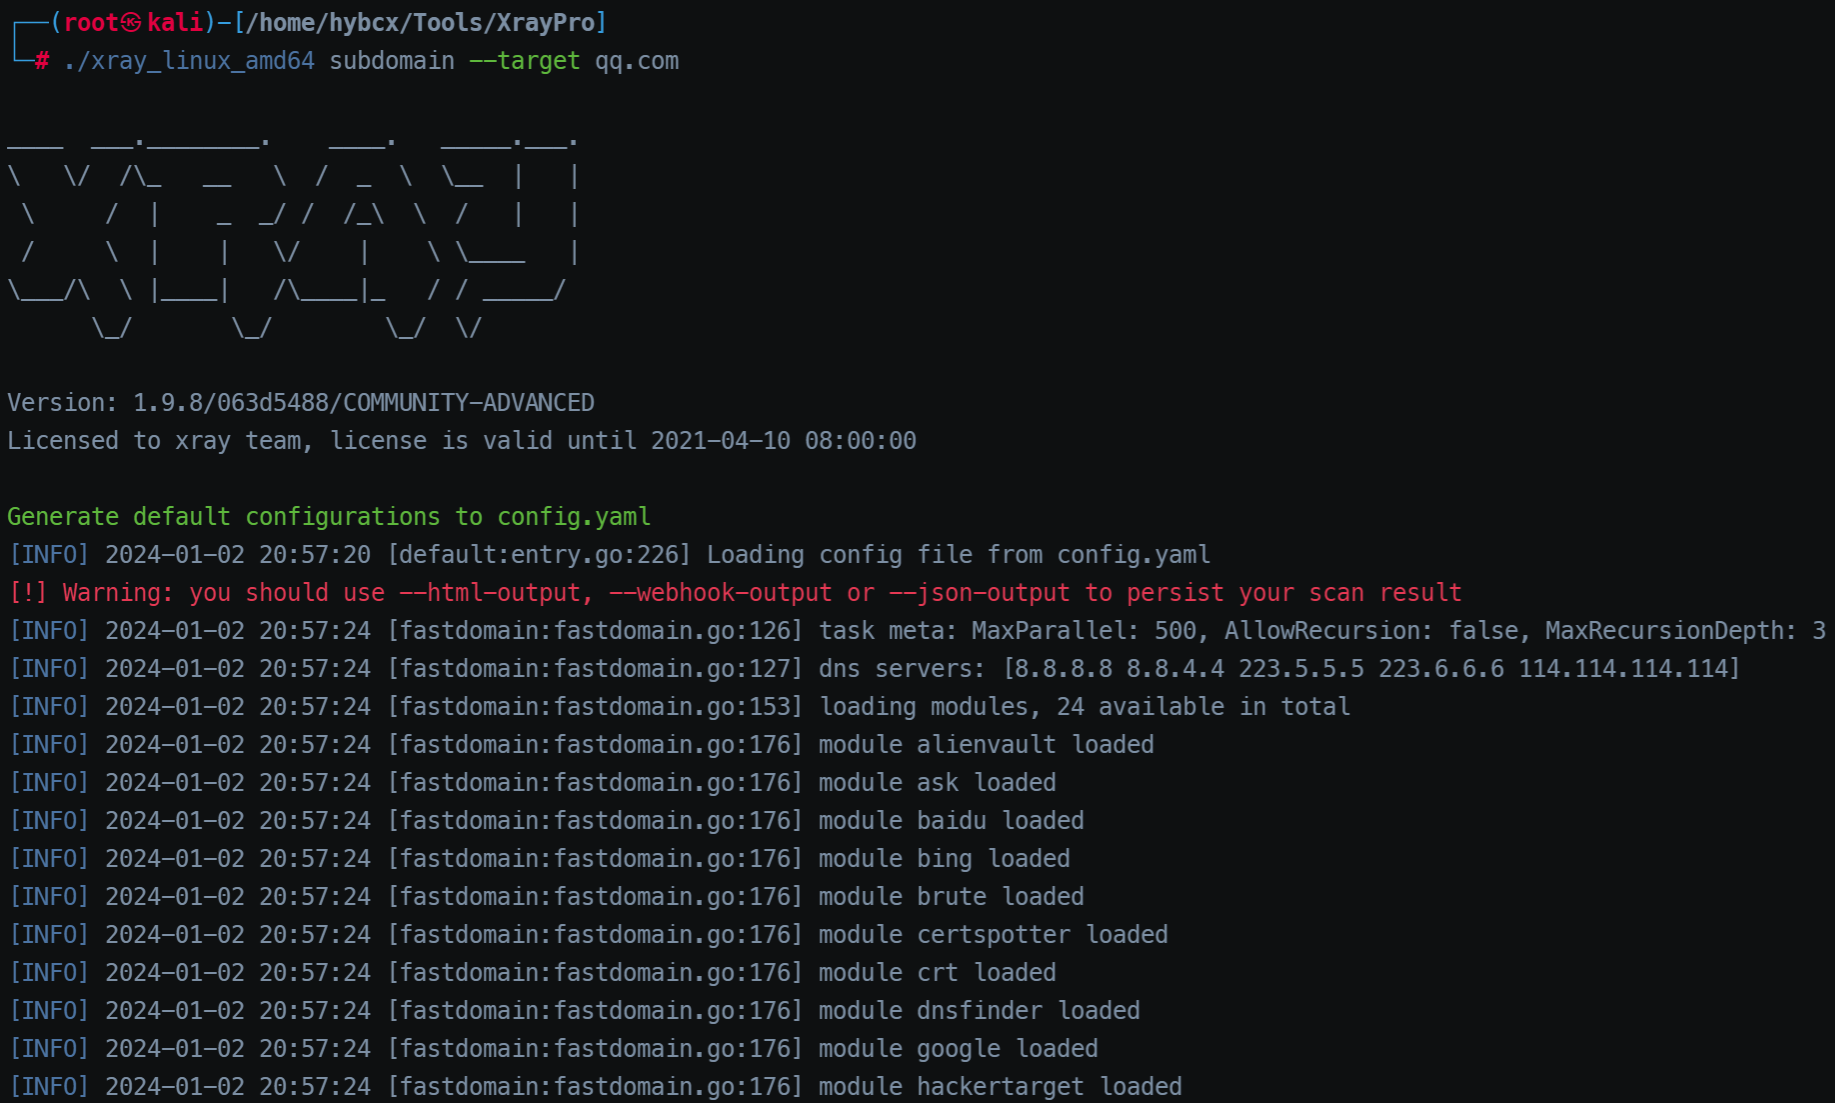 ┌──(root㉿kali)-[/home/hybcx/Tools/XrayPro]
└─# ./xray_linux_amd64 subdomain --target qq.com

____  ___.________.    ____.   _____.___.
\   \/  /\_   __   \  /  _  \  \__  |   |
 \     /  |    _  _/ /  /_\  \  /   |   |
 /     \  |    |   \/    |    \ \____   |
\___/\  \ |____|   /\____|_   / / _____/
      \_/       \_/        \_/  \/

Version: 1.9.8/063d5488/COMMUNITY-ADVANCED
Licensed to xray team, license is valid until 2021-04-10 08:00:00

Generate default configurations to config.yaml
[INFO] 2024-01-02 20:57:20 [default:entry.go:226] Loading config file from config.yaml
[!] Warning: you should use --html-output, --webhook-output or --json-output to persist your scan result
[INFO] 2024-01-02 20:57:24 [fastdomain:fastdomain.go:126] task meta: MaxParallel: 500, AllowRecursion: false, MaxRecursionDepth: 3
[INFO] 2024-01-02 20:57:24 [fastdomain:fastdomain.go:127] dns servers: [8.8.8.8 8.8.4.4 223.5.5.5 223.6.6.6 114.114.114.114]
[INFO] 2024-01-02 20:57:24 [fastdomain:fastdomain.go:153] loading modules, 24 available in total
[INFO] 2024-01-02 20:57:24 [fastdomain:fastdomain.go:176] module alienvault loaded
[INFO] 2024-01-02 20:57:24 [fastdomain:fastdomain.go:176] module ask loaded
[INFO] 2024-01-02 20:57:24 [fastdomain:fastdomain.go:176] module baidu loaded
[INFO] 2024-01-02 20:57:24 [fastdomain:fastdomain.go:176] module bing loaded
[INFO] 2024-01-02 20:57:24 [fastdomain:fastdomain.go:176] module brute loaded
[INFO] 2024-01-02 20:57:24 [fastdomain:fastdomain.go:176] module certspotter loaded
[INFO] 2024-01-02 20:57:24 [fastdomain:fastdomain.go:176] module crt loaded
[INFO] 2024-01-02 20:57:24 [fastdomain:fastdomain.go:176] module dnsfinder loaded
[INFO] 2024-01-02 20:57:24 [fastdomain:fastdomain.go:176] module google loaded
[INFO] 2024-01-02 20:57:24 [fastdomain:fastdomain.go:176] module hackertarget loaded